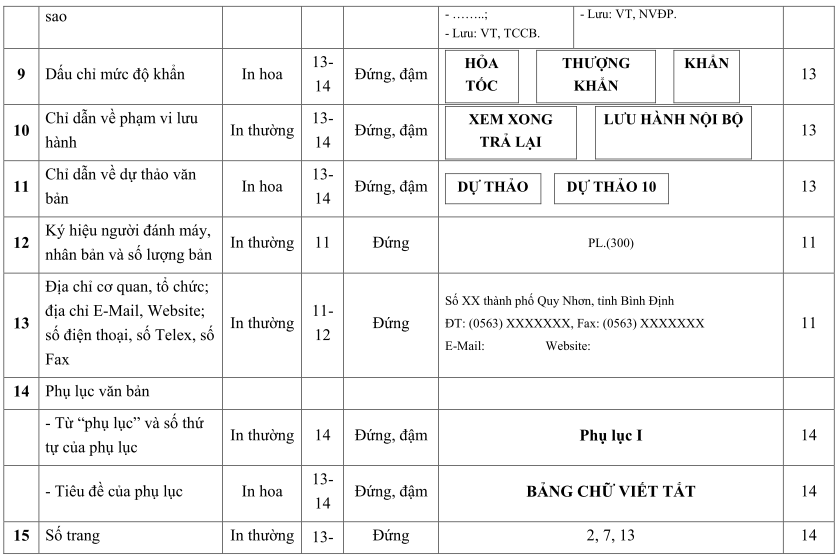 sao
- ……..;
- Lưu: VT, TCCB.
- Lưu: VT, NVĐP.
9 Dấu chỉ mức độ khẩn In hoa 13-
14 Đứng, đậm HỎA
TỐC THƯỢNG
KHẨN KHẨN 13
10 Chỉ dẫn về phạm vi lưu
hành In thường 13-
14 Đứng, đậm XEM XONG
TRẢ LẠI LƯU HÀNH NỘI BỘ 13
11 Chỉ dẫn về dự thảo văn
bản In hoa 13-
14 Đứng, đậm DỰ THẢO DỰ THẢO 10 13
12 Ký hiệu người đánh máy,
nhân bản và số lượng bản In thường 11 Đứng PL.(300) 11
13 Địa chỉ cơ quan, tổ chức;
địa chỉ E-Mail, Website;
số điện thoại, số Telex, số
Fax In thường 11-
12 Đứng Số XX thành phố Quy Nhơn, tỉnh Bình Định
ĐT: (0563) XXXXXXX, Fax: (0563) XXXXXXX
E-Mail: Website: 11
14 Phụ lục văn bản
- Từ “phụ lục” và số thứ
tự của phụ lục In thường 14 Đứng, đậm Phụ lục I 14
- Tiêu đề của phụ lục In hoa 13-
14 Đứng, đậm BẢNG CHỮ VIẾT TẮT 14
15 Số trang In thường 13- Đứng 2, 7, 13 14